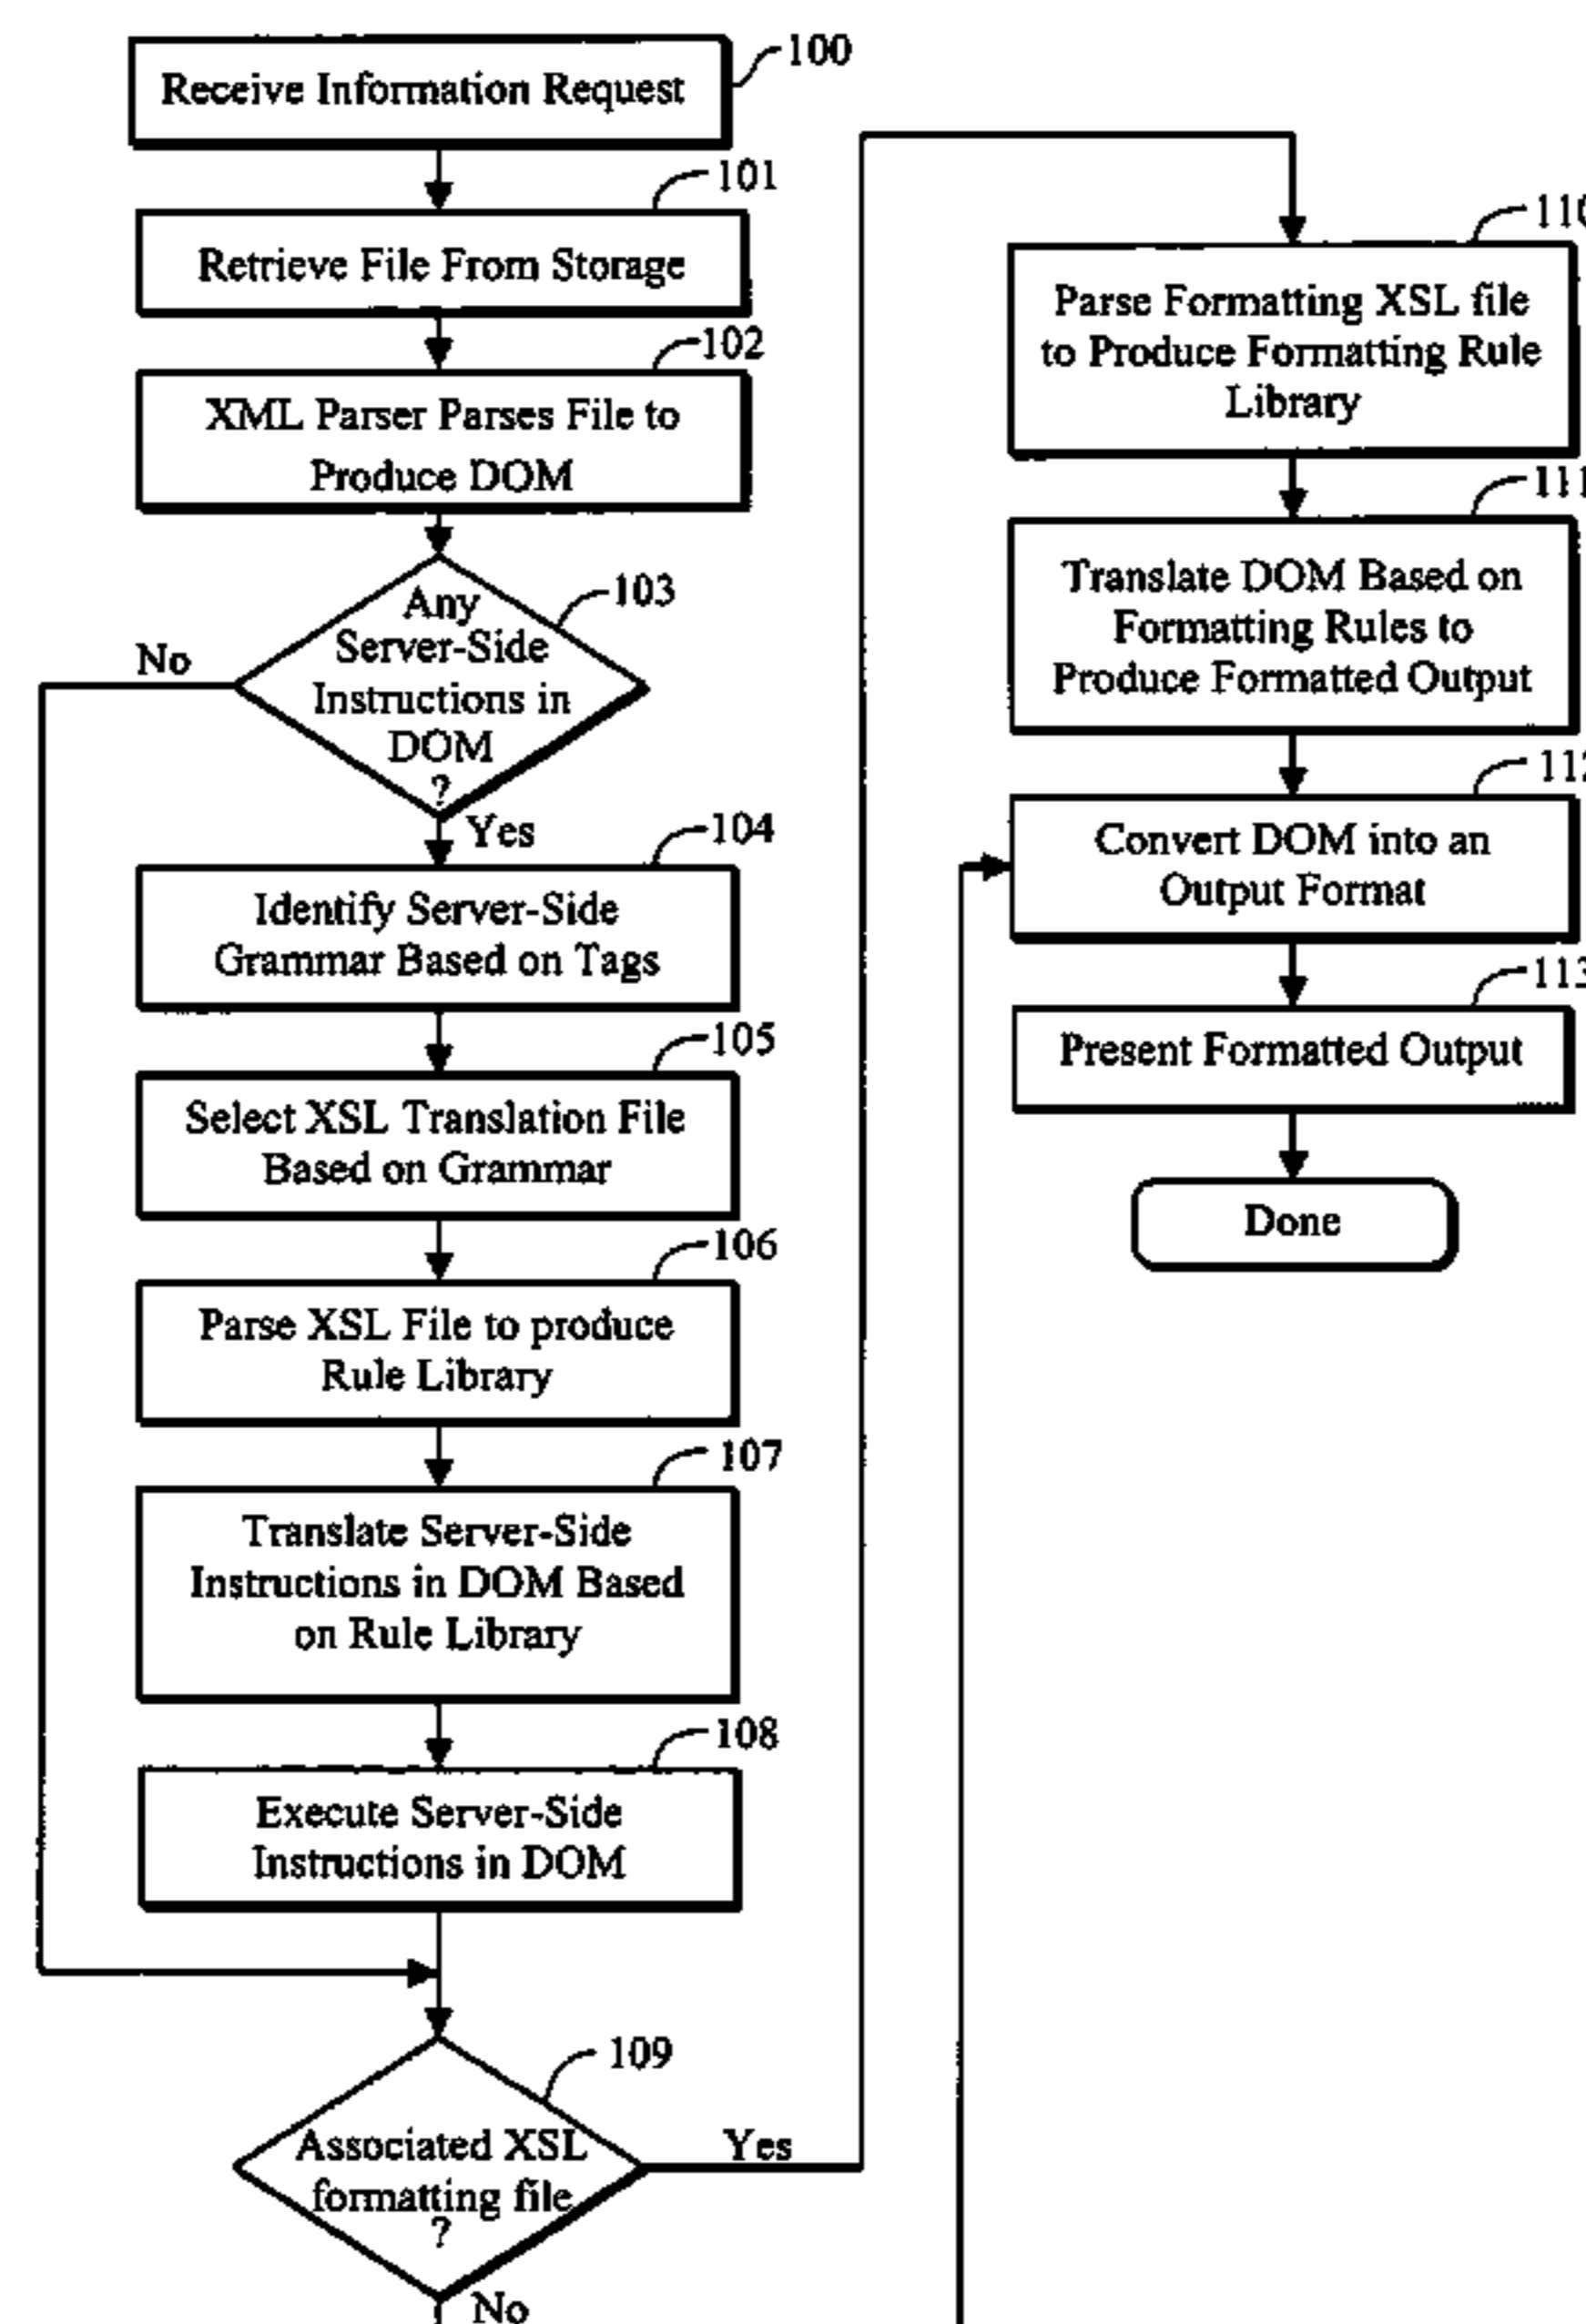 Receive Information Request
100
101
Retrieve File From Storage
102
XML Parser Parses File to
Produce DOM
103
Any
Server-Side
Instructions in
DOM
?
No
Yes
104
Identify Server-Side
Grammar Based on Tags
105
Select XSL Translation File
Based on Grammar
106
Parse XSL File to produce
Rule Library
107
Translate Server-Side
Instructions in DOM Based
on Rule Library
108
Execute Server-Side
Instructions in DOM
109
Associated XSL
formatting file
?
Yes
No
110
Parse Formatting XSL file
to Produce Formatting Rule
Library
111
Translate DOM Based on
Formatting Rules to
Produce Formatted Output
112
Convert DOM into an
Output Format
113
Present Formatted Output
Done